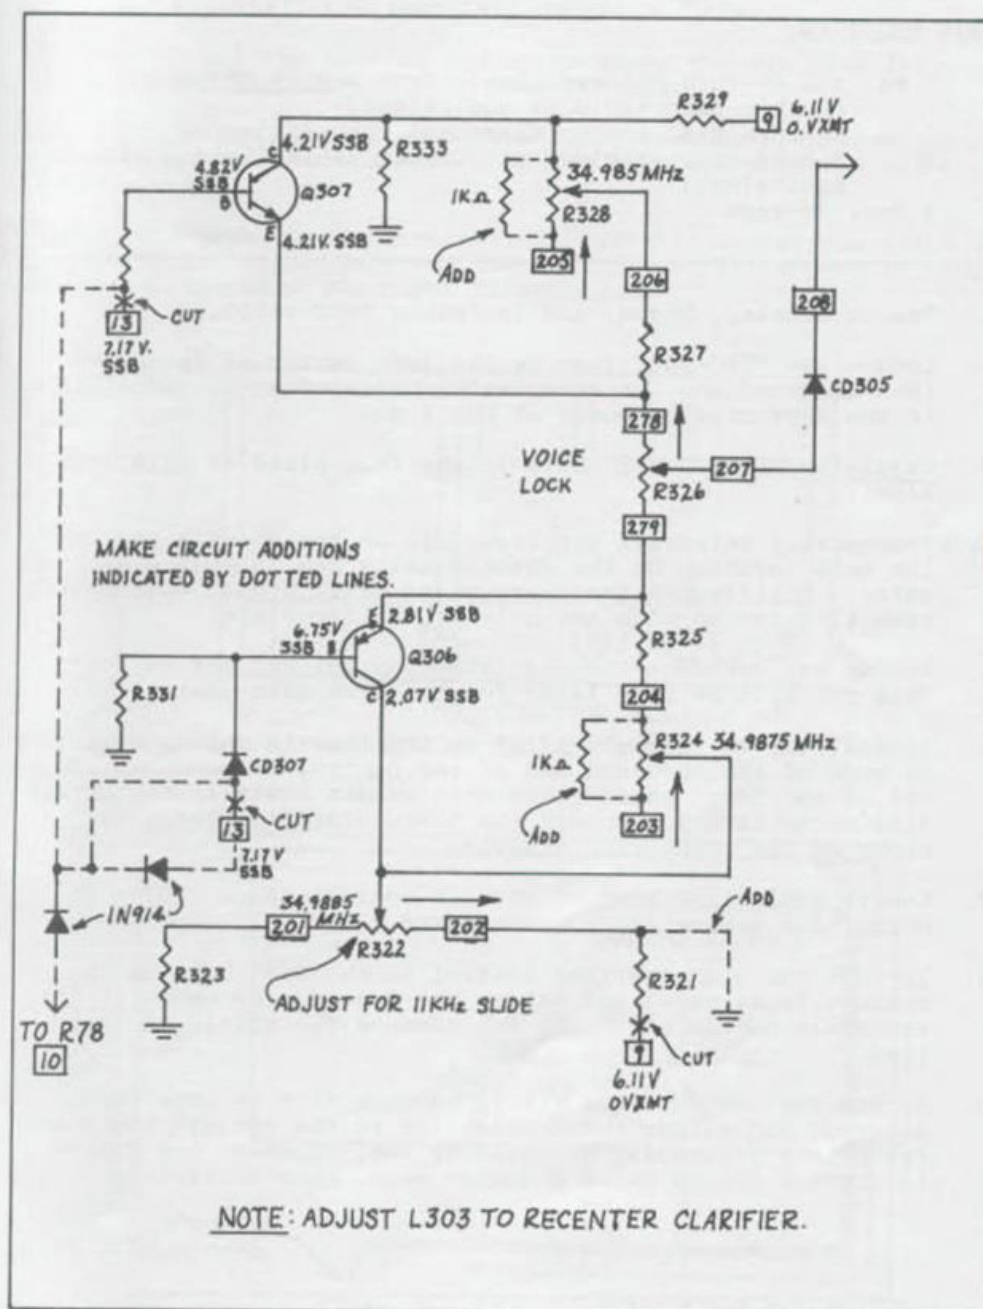 R329
9
6.11V
0.VXMT
4.21V SSB
C
R333
4.82V
SSB
B
Q307
34.985 MHz
1KΩ
R328
E
4.21V. SSB
ADD
205
206
208
CUT
13
7.17 V.
SSB
R327
CD305
278
VOICE
LOCK
207
R326
279
MAKE CIRCUIT ADDITIONS
INDICATED BY DOTTED LINES.
E 2.81V SSB
6.75V
SSB B
Q306
R325
C 2.07V SSB
204
R331
R324 34.9875 MHz
1KΩ
CD307
CUT
13
7.17V
SSB
ADD
203
1N914
34.9885
MHz
201
R322
202
ADD
R323
R321
ADJUST FOR 11KHz SLIDE
TO R78
10
CUT
9
6.11V
0VXMT
NOTE: ADJUST L303 TO RECENTER CLARIFIER.